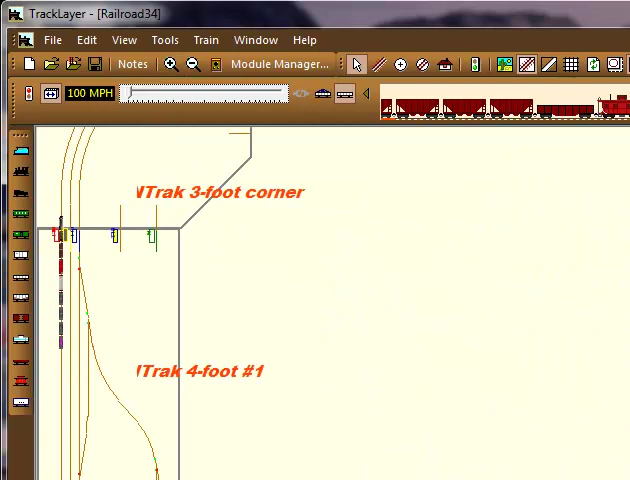 TrackLayer - [Railroad34]
File Edit View Tools Train Window Help
Notes Module Manager...
100 MPH
NTrak 3-foot corner
NTrak 4-foot #1